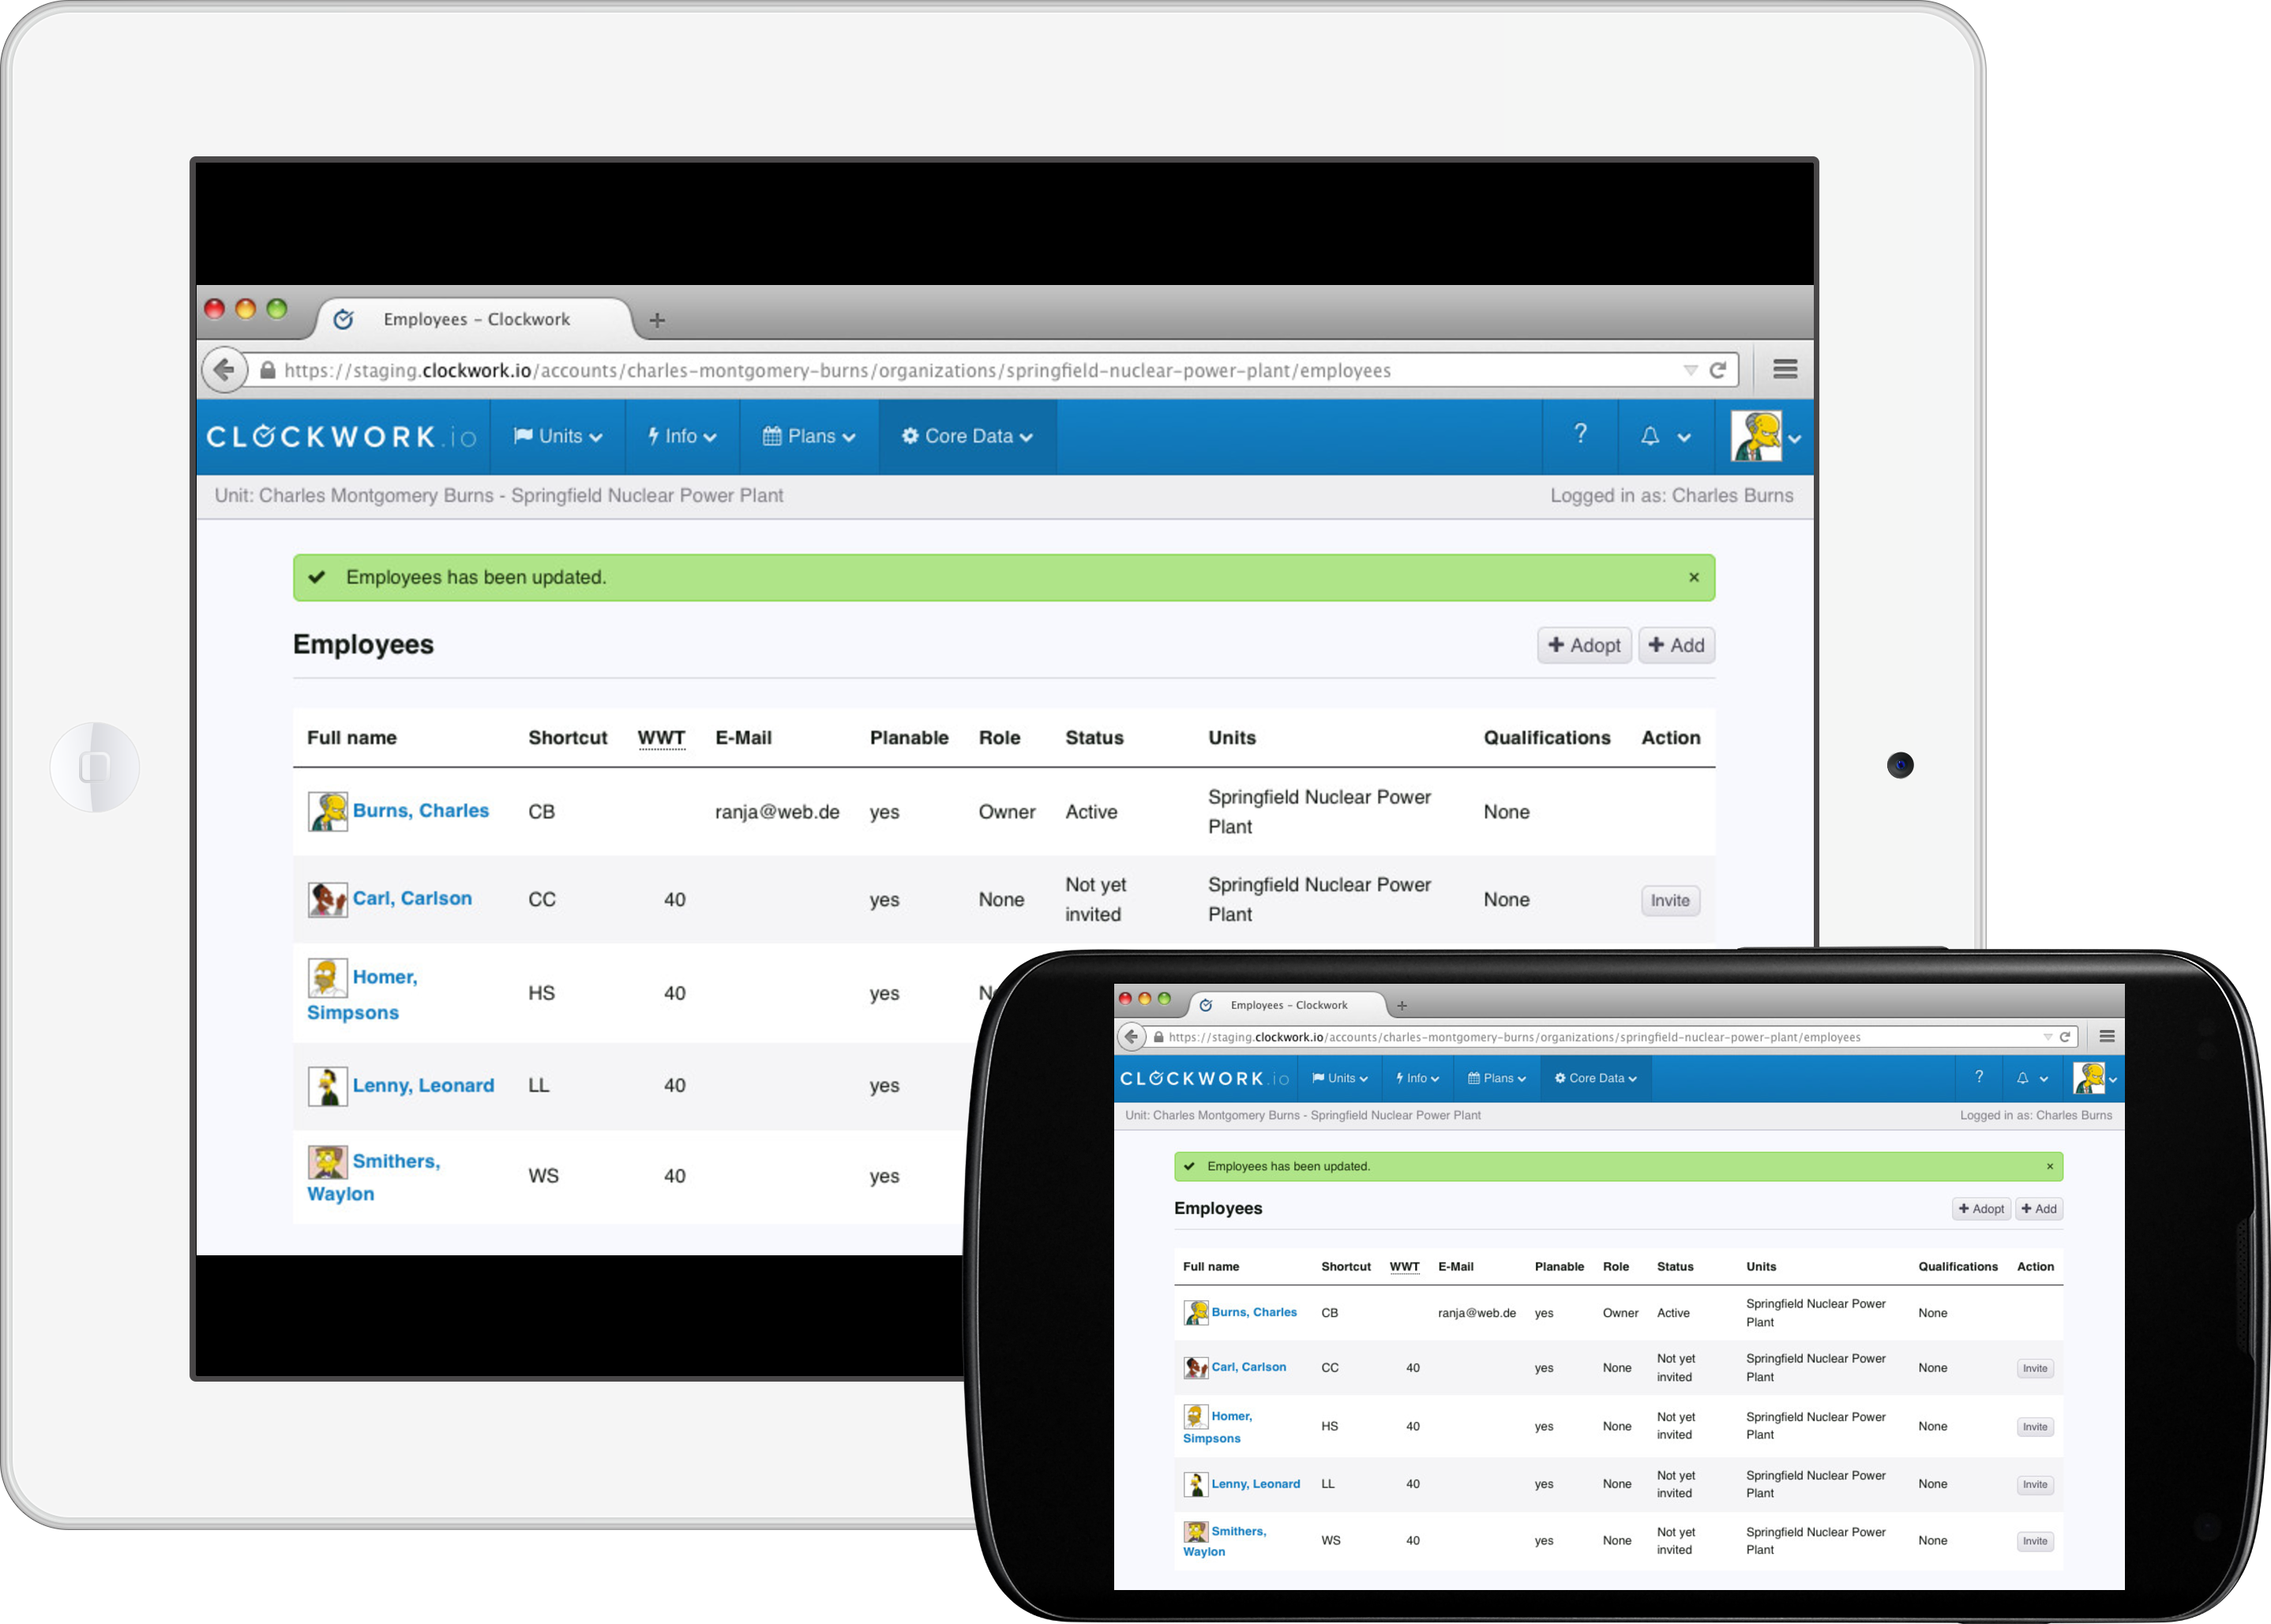 Employees - Clockwork
https://staging.clockwork.io/accounts/charles-montgomery-burns/organizations/springfield-nuclear-power-plant/employees
CLOCKWORK.io Units Info Plans Core Data ?
Unit: Charles Montgomery Burns - Springfield Nuclear Power Plant Logged in as: Charles Burns
Employees has been updated. ×
Employees + Adopt + Add
Full name Shortcut WWT E-Mail Planable Role Status Units Qualifications Action
Burns, Charles CB ranja@web.de yes Owner Active Springfield Nuclear Power
Plant None
Carl, Carlson CC 40 yes None Not yet
invited Springfield Nuclear Power
Plant None Invite
Homer,
Simpsons HS 40 yes
Lenny, Leonard LL 40 yes
Smithers,
Waylon WS 40 yes
Employees - Clockwork
https://staging.clockwork.io/accounts/charles-montgomery-burns/organizations/springfield-nuclear-power-plant/employees
CLOCKWORK.io Units Info Plans Core Data ?
Unit: Charles Montgomery Burns - Springfield Nuclear Power Plant Logged in as: Charles Burns
Employees has been updated. ×
Employees + Adopt + Add
Full name Shortcut WWT E-Mail Planable Role Status Units Qualifications Action
Burns, Charles CB ranja@web.de yes Owner Active Springfield Nuclear Power
Plant None
Carl, Carlson CC 40 yes None Not yet
invited Springfield Nuclear Power
Plant None Invite
Homer,
Simpsons HS 40 yes None Not yet
invited Springfield Nuclear Power
Plant None Invite
Lenny, Leonard LL 40 yes None Not yet
invited Springfield Nuclear Power
Plant None Invite
Smithers,
Waylon WS 40 yes None Not yet
invited Springfield Nuclear Power
Plant None Invite